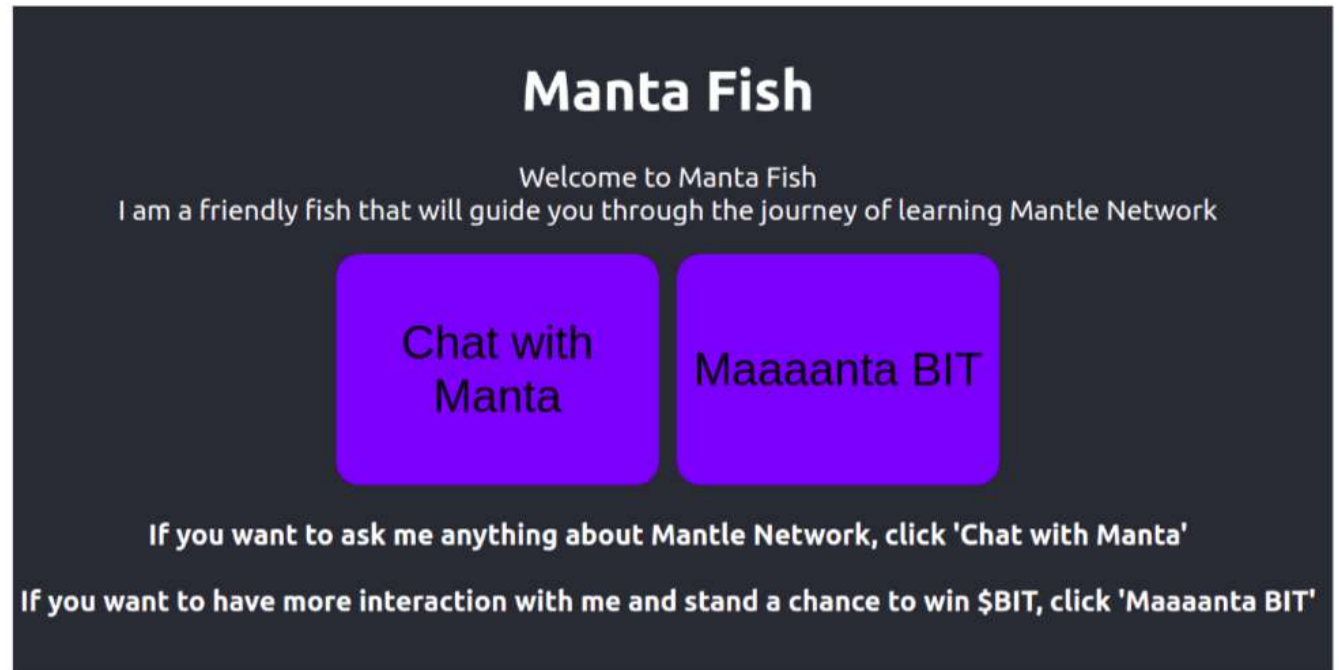 Manta Fish
Welcome to Manta Fish
I am a friendly fish that will guide you through the journey of learning Mantle Network
Chat with
Manta
Maaaanta BIT
If you want to ask me anything about Mantle Network, click 'Chat with Manta'
If you want to have more interaction with me and stand a chance to win $BIT, click 'Maaaanta BIT'